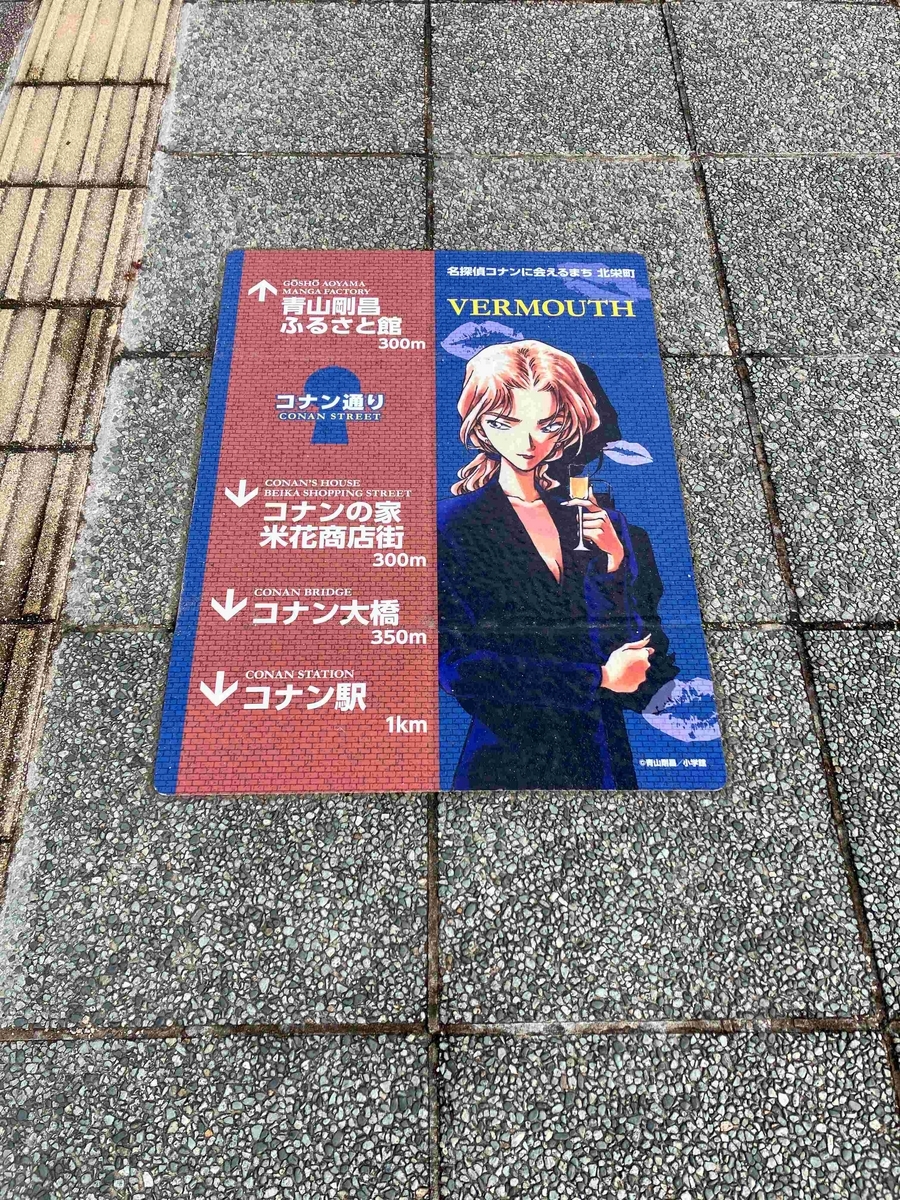 GŌSHŌ AOYAMA
MANGA FACTORY
青山剛昌
ふるさと館
300m
コナン通り
CONAN STREET
CONAN'S HOUSE
BEIKA SHOPPING STREET
コナンの家
米花商店街
300m
CONAN BRIDGE
コナン大橋
350m
CONAN STATION
コナン駅
1km
名探偵コナンに会えるまち 北栄町
VERMOUTH
©青山剛昌/小学館